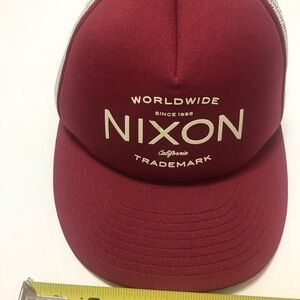 WORLDWIDE
SINCE 1998
NIXON
California
TRADEMARK